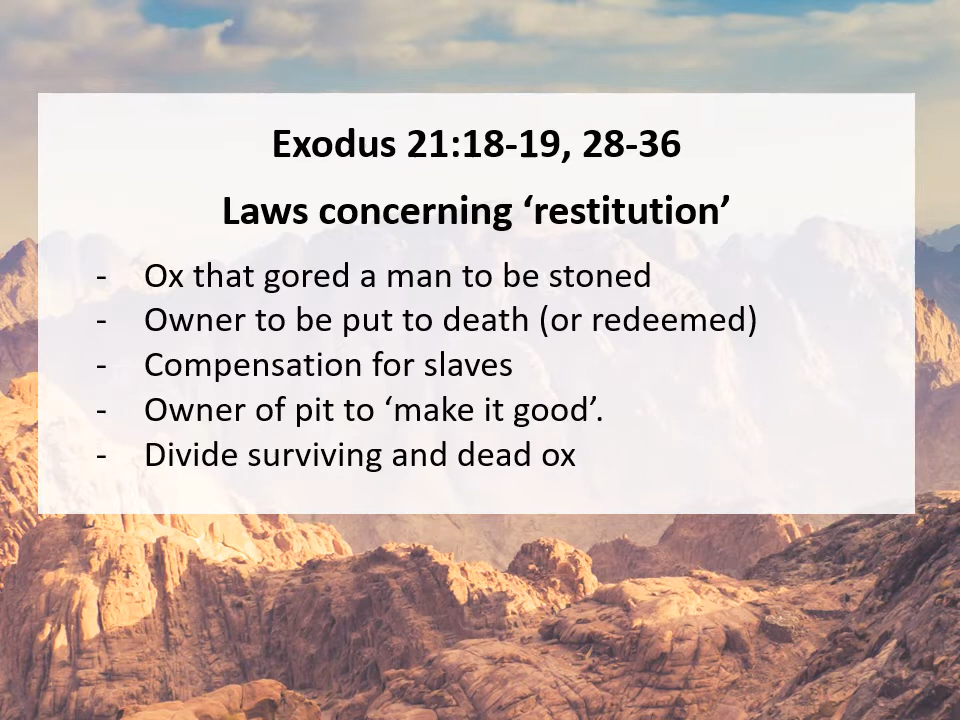 Exodus 21:18-19, 28-36
Laws concerning ‘restitution’
- Ox that gored a man to be stoned
- Owner to be put to death (or redeemed)
- Compensation for slaves
- Owner of pit to ‘make it good’.
- Divide surviving and dead ox